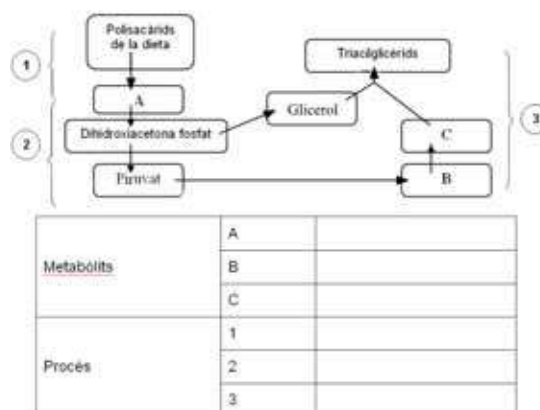 Polisacàrids
de la dieta
1
A
2
Dihidroxiacetona fosfat
Piruvat
Glicerol
Triacilglicèrids
C
B
3
Metabòlits
A
B
C
Procés
1
2
3